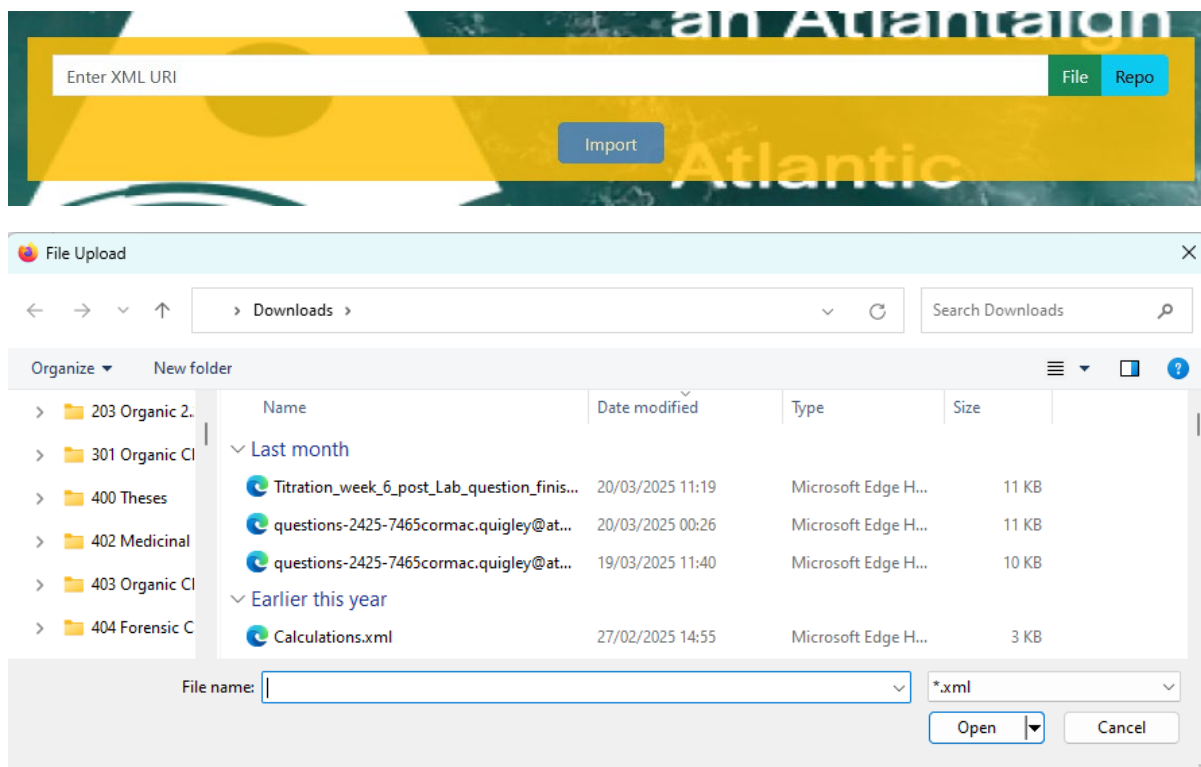 an Atlantaigh
Enter XML URI File Repo
Import
Atlantic
File Upload
Downloads Search Downloads
Organize New folder
Name Date modified Type Size
203 Organic 2..
Last month
301 Organic Cl
Titration_week_6_post_Lab_question_finis... 20/03/2025 11:19 Microsoft Edge H... 11 KB
400 Theses
questions-2425-7465cormac.quigley@at... 20/03/2025 00:26 Microsoft Edge H... 11 KB
402 Medicinal
questions-2425-7465cormac.quigley@at... 19/03/2025 11:40 Microsoft Edge H... 10 KB
403 Organic Cl
Earlier this year
404 Forensic C
Calculations.xml 27/02/2025 14:55 Microsoft Edge H... 3 KB
File name: *.xml
Open Cancel